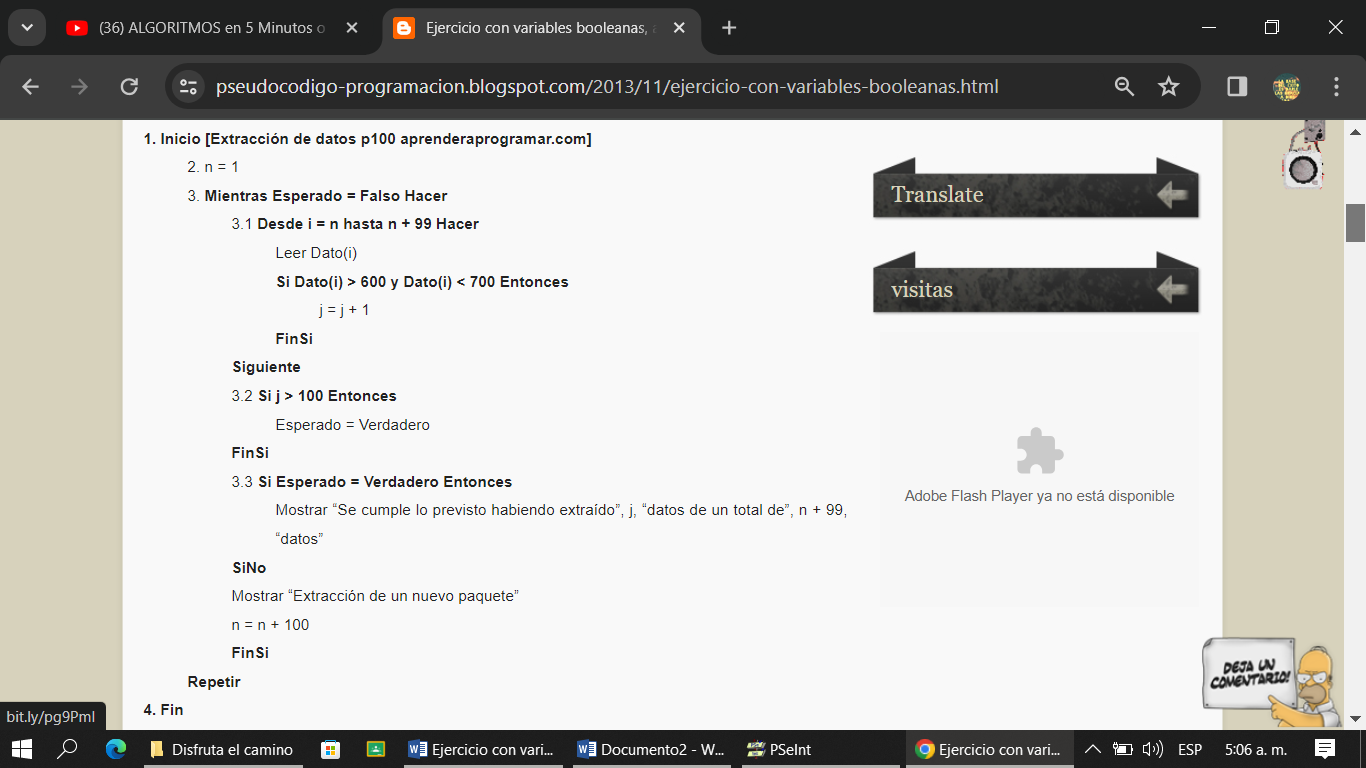 (36) ALGORITMOS en 5 Minutos o
Ejercicio con variables booleanas, a
pseudocodigo-programacion.blogspot.com/2013/11/ejercicio-con-variables-booleanas.html
1. Inicio [Extracción de datos p100 aprenderaprogramar.com]
2. n = 1
3. Mientras Esperado = Falso Hacer
3.1 Desde i = n hasta n + 99 Hacer
Leer Dato(i)
Si Dato(i) > 600 y Dato(i) < 700 Entonces
j = j + 1
FinSi
Siguiente
3.2 Si j > 100 Entonces
Esperado = Verdadero
FinSi
3.3 Si Esperado = Verdadero Entonces
Mostrar “Se cumple lo previsto habiendo extraído”, j, “datos de un total de”, n + 99,
“datos”
SiNo
Mostrar “Extracción de un nuevo paquete”
n = n + 100
FinSi
Repetir
4. Fin
Translate
visitas
Adobe Flash Player ya no está disponible
DEJA UN
COMENTARIO!
bit.ly/pg9Pml
Disfruta el camino
Ejercicio con vari...
Documento2 - W...
PSeInt
Ejercicio con vari...
ESP
5:06 a. m.